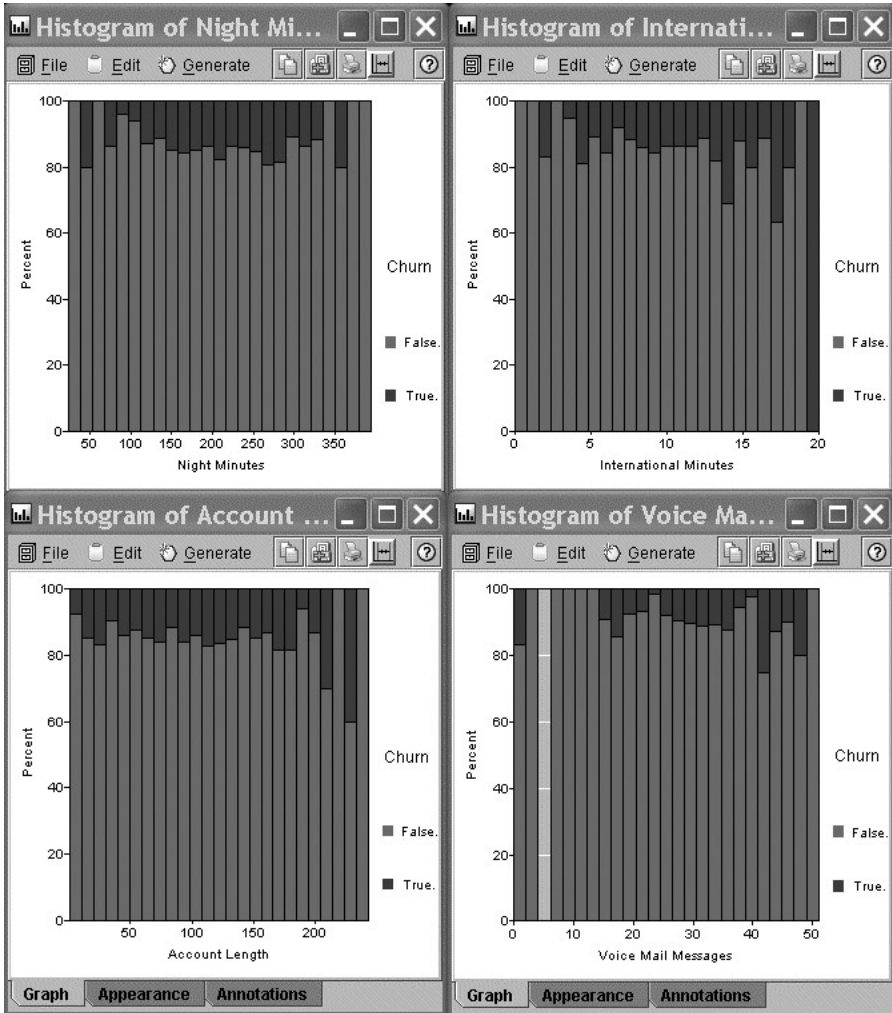 Histogram of Night Mi...
File Edit Generate
100
80
60
40
20
0
Percent
50 100 150 200 250 300 350
Night Minutes
Churn
False.
True.
Histogram of Internati...
File Edit Generate
100
80
60
40
20
0
Percent
0 5 10 15 20
International Minutes
Churn
False.
True.
Histogram of Account ...
File Edit Generate
100
80
60
40
20
0
Percent
50 100 150 200
Account Length
Churn
False.
True.
Graph Appearance Annotations
Histogram of Voice Ma...
File Edit Generate
100
80
60
40
20
0
Percent
0 10 20 30 40 50
Voice Mail Messages
Churn
False.
True.
Graph Appearance Annotations